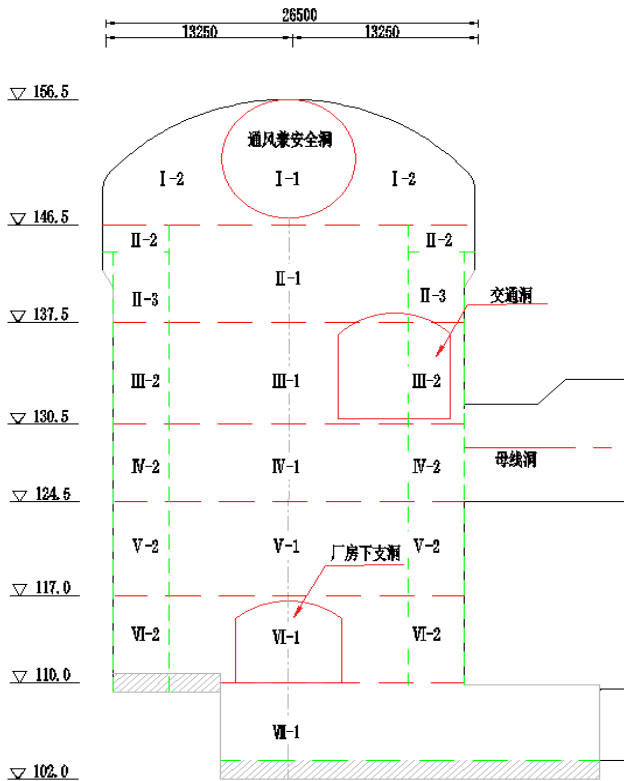 26500
13250 13250
156.5
通风兼安全洞
I-2 I-1 I-2
146.5
II-2 II-2
II-1
II-3 II-3
交通洞
137.5
III-2 III-1 III-2
130.5
IV-2 IV-1 IV-2
母线洞
124.5
V-2 V-1 V-2
厂房下支洞
117.0
VI-2 VI-1 VI-2
110.0
VII-1
102.0